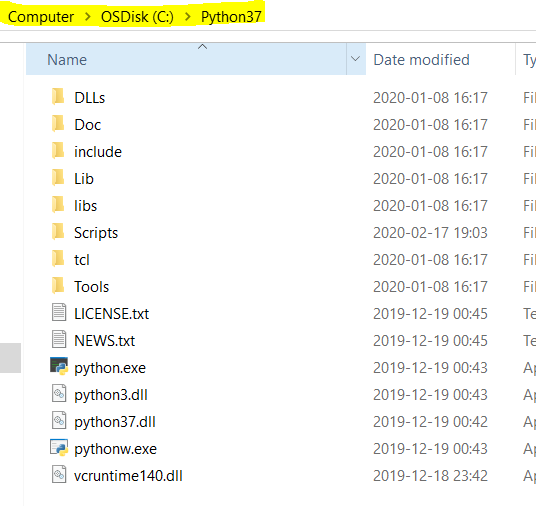 Computer > OSDisk (C:) > Python37
Name Date modified Ty
DLLs 2020-01-08 16:17 Fil
Doc 2020-01-08 16:17 Fil
include 2020-01-08 16:17 Fil
Lib 2020-01-08 16:17 Fil
libs 2020-01-08 16:17 Fil
Scripts 2020-02-17 19:03 Fil
tcl 2020-01-08 16:17 Fil
Tools 2020-01-08 16:17 Fil
LICENSE.txt 2019-12-19 00:45 Te
NEWS.txt 2019-12-19 00:45 Te
python.exe 2019-12-19 00:43 Ap
python3.dll 2019-12-19 00:43 Ap
python37.dll 2019-12-19 00:42 Ap
pythonw.exe 2019-12-19 00:43 Ap
vcruntime140.dll 2019-12-18 23:42 Ap